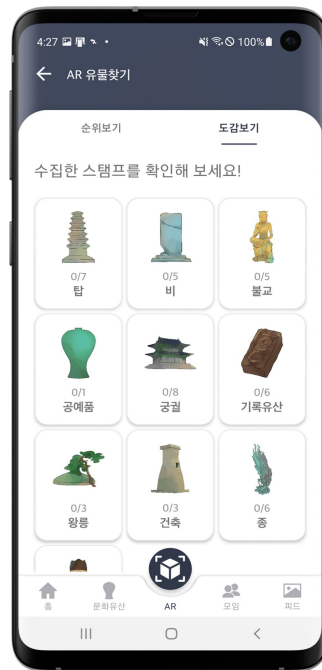 4:27
100%
AR 유물찾기
순위보기
도감보기
수집한 스탬프를 확인해 보세요!
0/7
탑
0/5
비
0/5
불교
0/1
공예품
0/8
궁궐
0/6
기록유산
0/3
왕릉
0/3
건축
0/6
종
홈
문화유산
AR
모임
피드